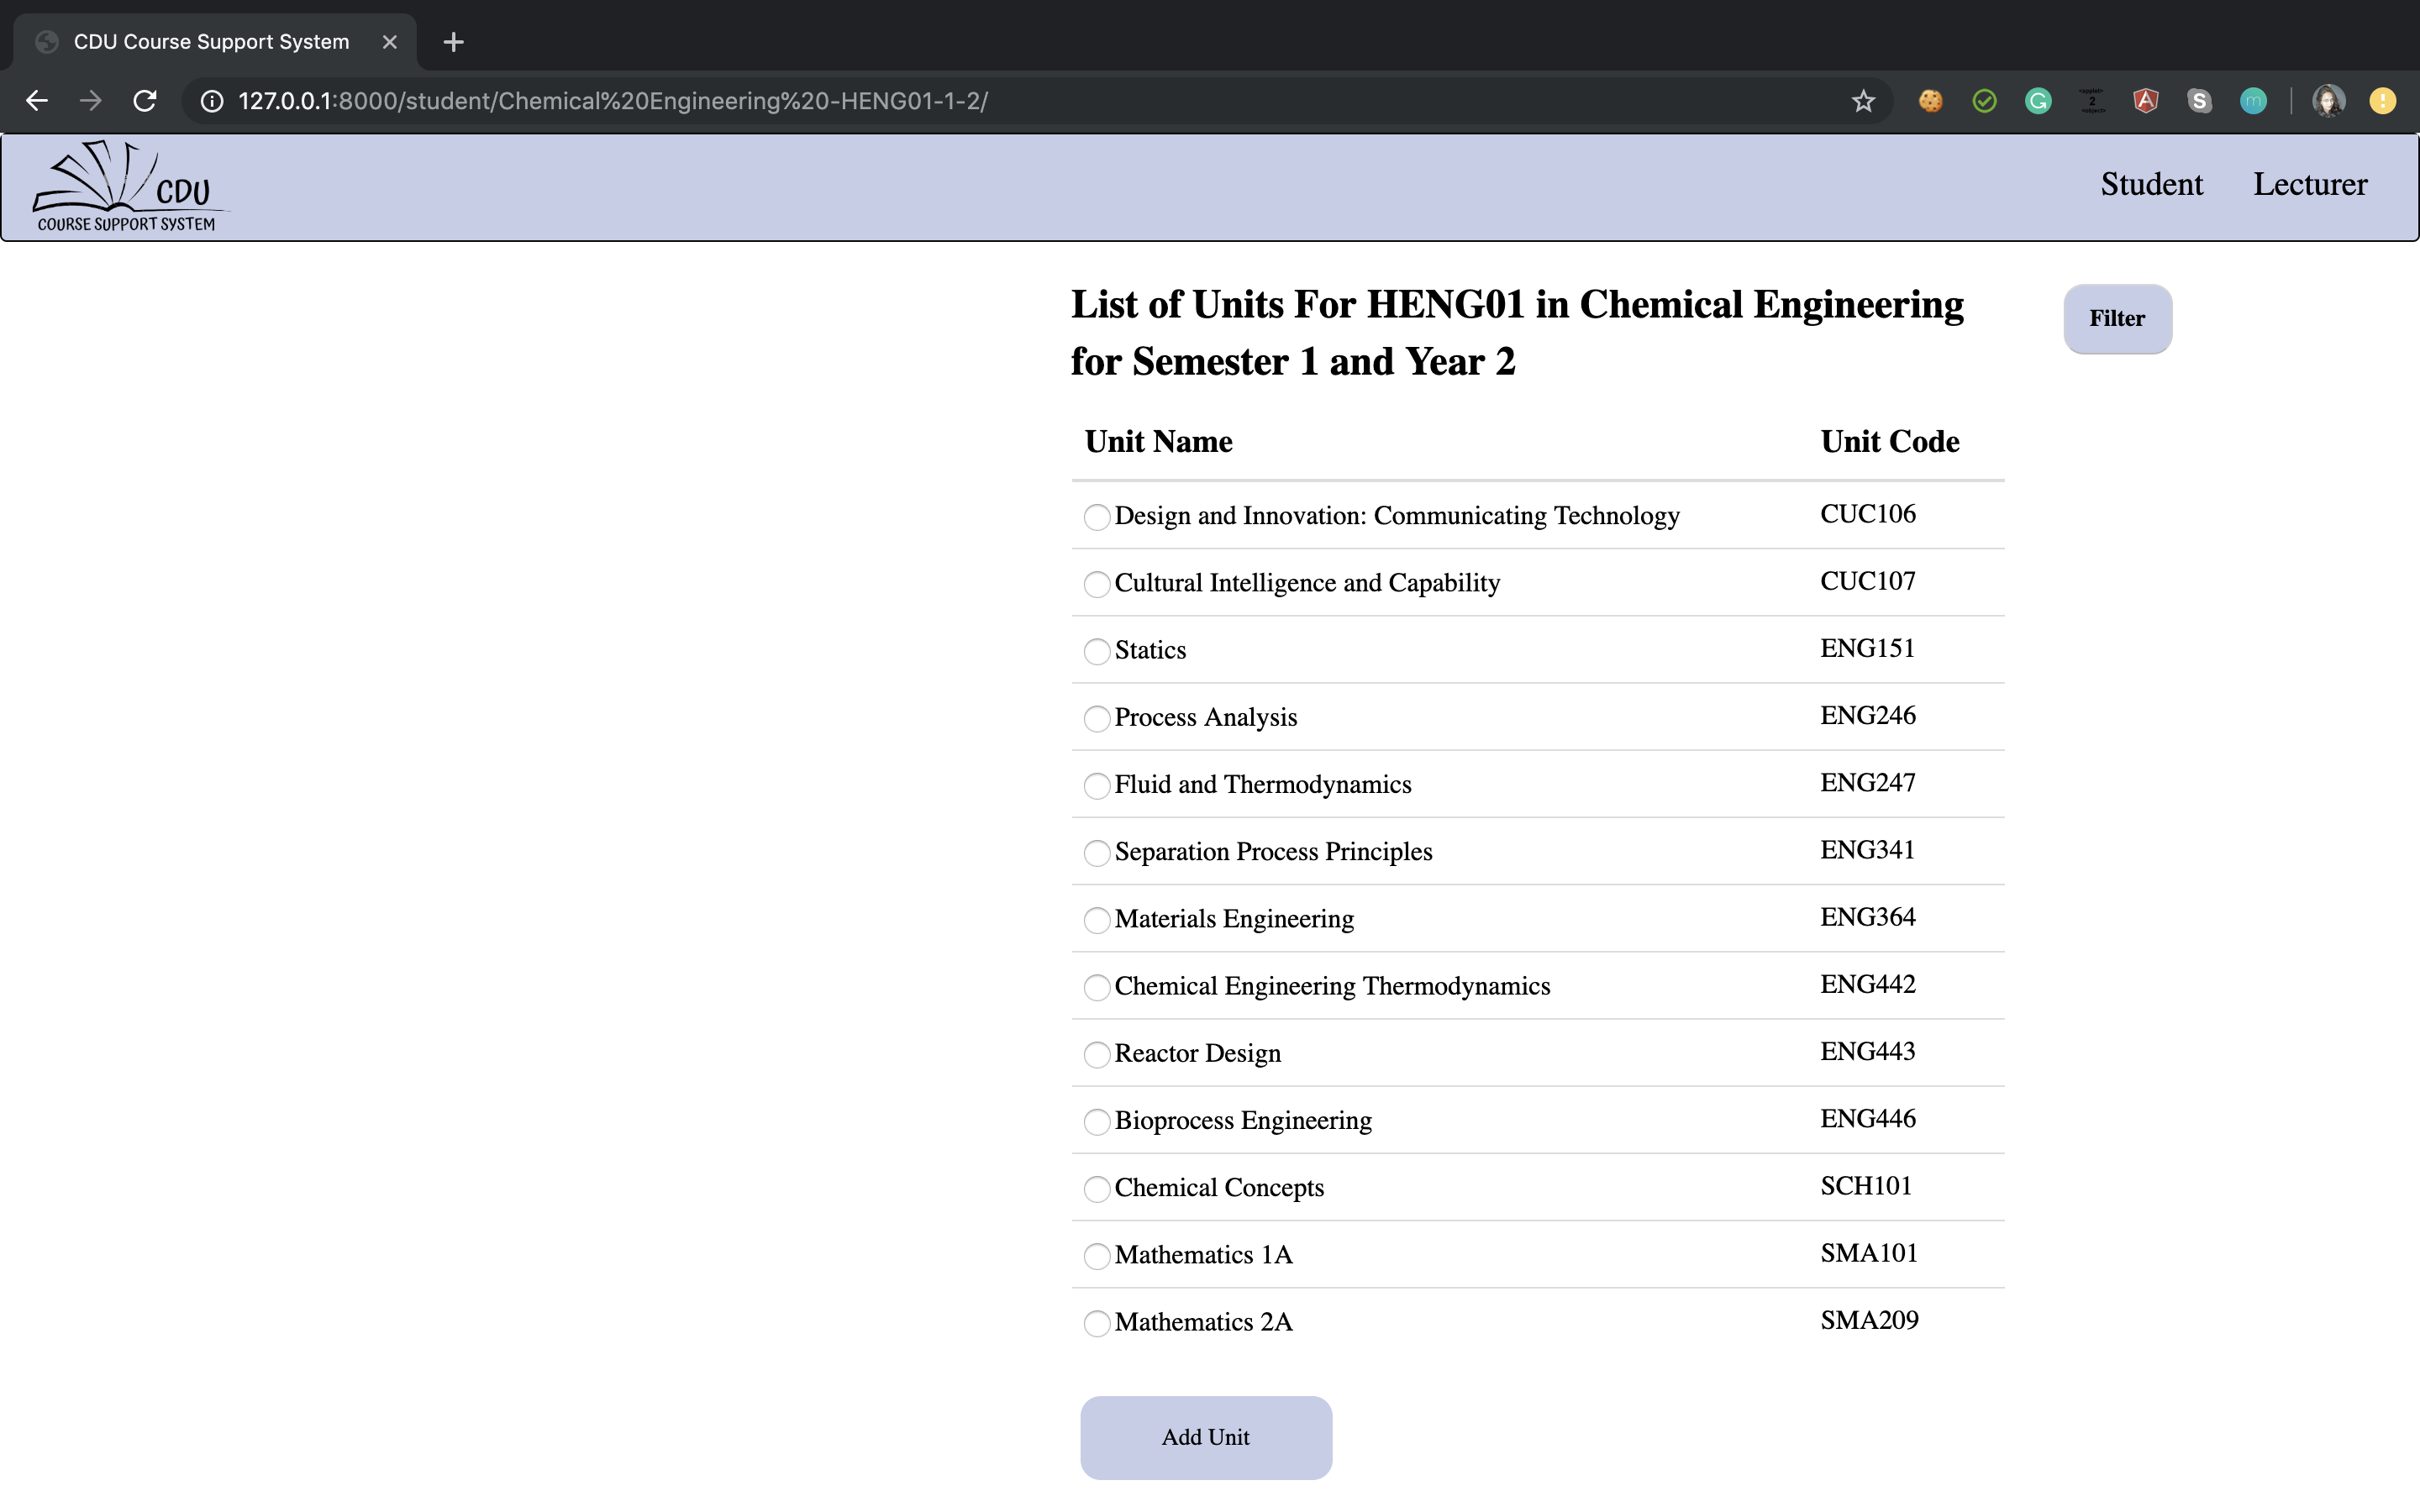 CDU Course Support System
127.0.0.1:8000/student/Chemical%20Engineering%20-HENG01-1-2/
CDU
COURSE SUPPORT SYSTEM
Student Lecturer
List of Units For HENG01 in Chemical Engineering
for Semester 1 and Year 2
Filter
Unit Name Unit Code
Design and Innovation: Communicating Technology CUC106
Cultural Intelligence and Capability CUC107
Statics ENG151
Process Analysis ENG246
Fluid and Thermodynamics ENG247
Separation Process Principles ENG341
Materials Engineering ENG364
Chemical Engineering Thermodynamics ENG442
Reactor Design ENG443
Bioprocess Engineering ENG446
Chemical Concepts SCH101
Mathematics 1A SMA101
Mathematics 2A SMA209
Add Unit